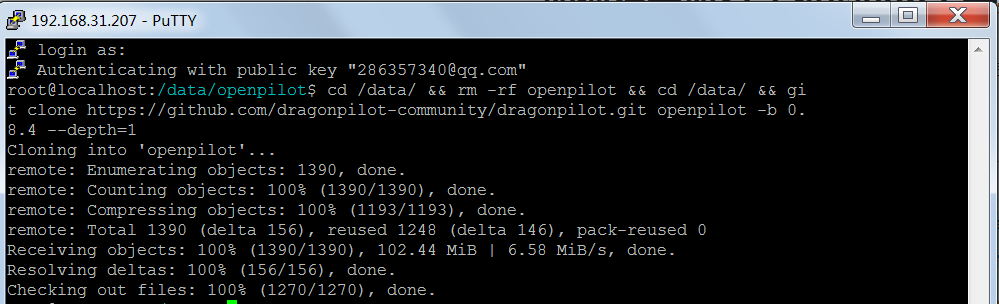 192.168.31.207 - PuTTY
login as:
Authenticating with public key "286357340@qq.com"
root@localhost:/data/openpilot$ cd /data/ && rm -rf openpilot && cd /data/ && gi
t clone https://github.com/dragonpilot-community/dragonpilot.git openpilot -b 0.
8.4 --depth=1
Cloning into 'openpilot'...
remote: Enumerating objects: 1390, done.
remote: Counting objects: 100% (1390/1390), done.
remote: Compressing objects: 100% (1193/1193), done.
remote: Total 1390 (delta 156), reused 1248 (delta 146), pack-reused 0
Receiving objects: 100% (1390/1390), 102.44 MiB | 6.58 MiB/s, done.
Resolving deltas: 100% (156/156), done.
Checking out files: 100% (1270/1270), done.